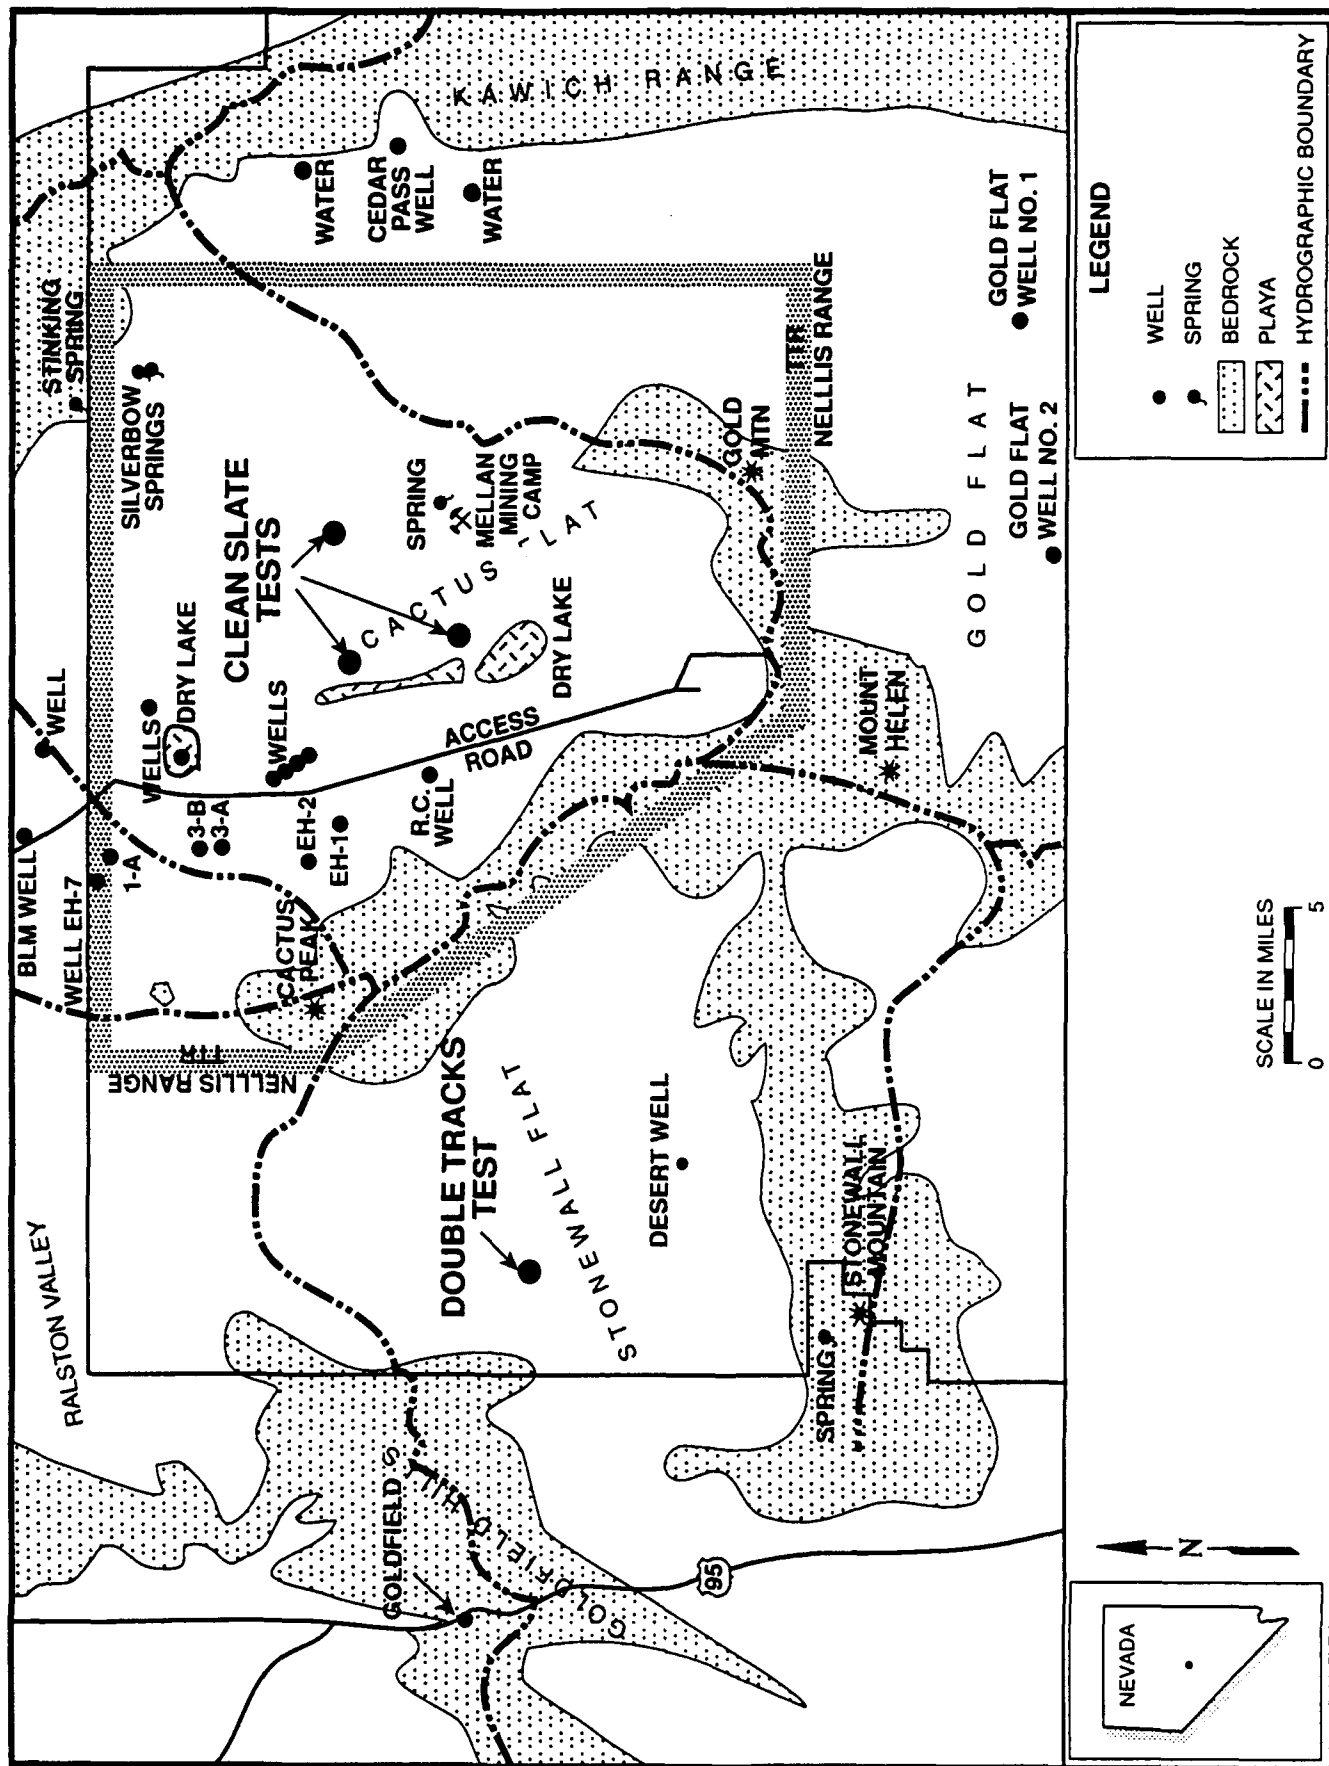 RALSTON VALLEY
BLM WELL
WELL
WELL EH-7
1-A
WELLS
DRY LAKE
3-B
3-A
STINKING
SPRING
SILVERBOW
SPRINGS
CLEAN SLATE
TESTS
WATER
CEDAR
PASS
WELL
WATER
KAWICH RANGE
TTR
NELLLIS RANGE
CACTUS
PEAK
EH-2
EH-1
WELLS
R.C.
WELL
ACCESS
ROAD
CACTUS FLAT
SPRING
MELLAN
MINING
CAMP
DRY LAKE
GOLDFIELD
GOLDFIELD HILLS
DOUBLE TRACKS
TEST
STONEWALL FLAT
DESERT WELL
95
GOLD
MTN
TTR
NELLLIS RANGE
SPRING
STONEWALL
MOUNTAIN
MOUNT
HELEN
GOLD FLAT
GOLD FLAT
WELL NO. 2
GOLD FLAT
WELL NO. 1
NEVADA
N
SCALE IN MILES
0 5
LEGEND
WELL
SPRING
BEDROCK
PLAYA
HYDROGRAPHIC BOUNDARY